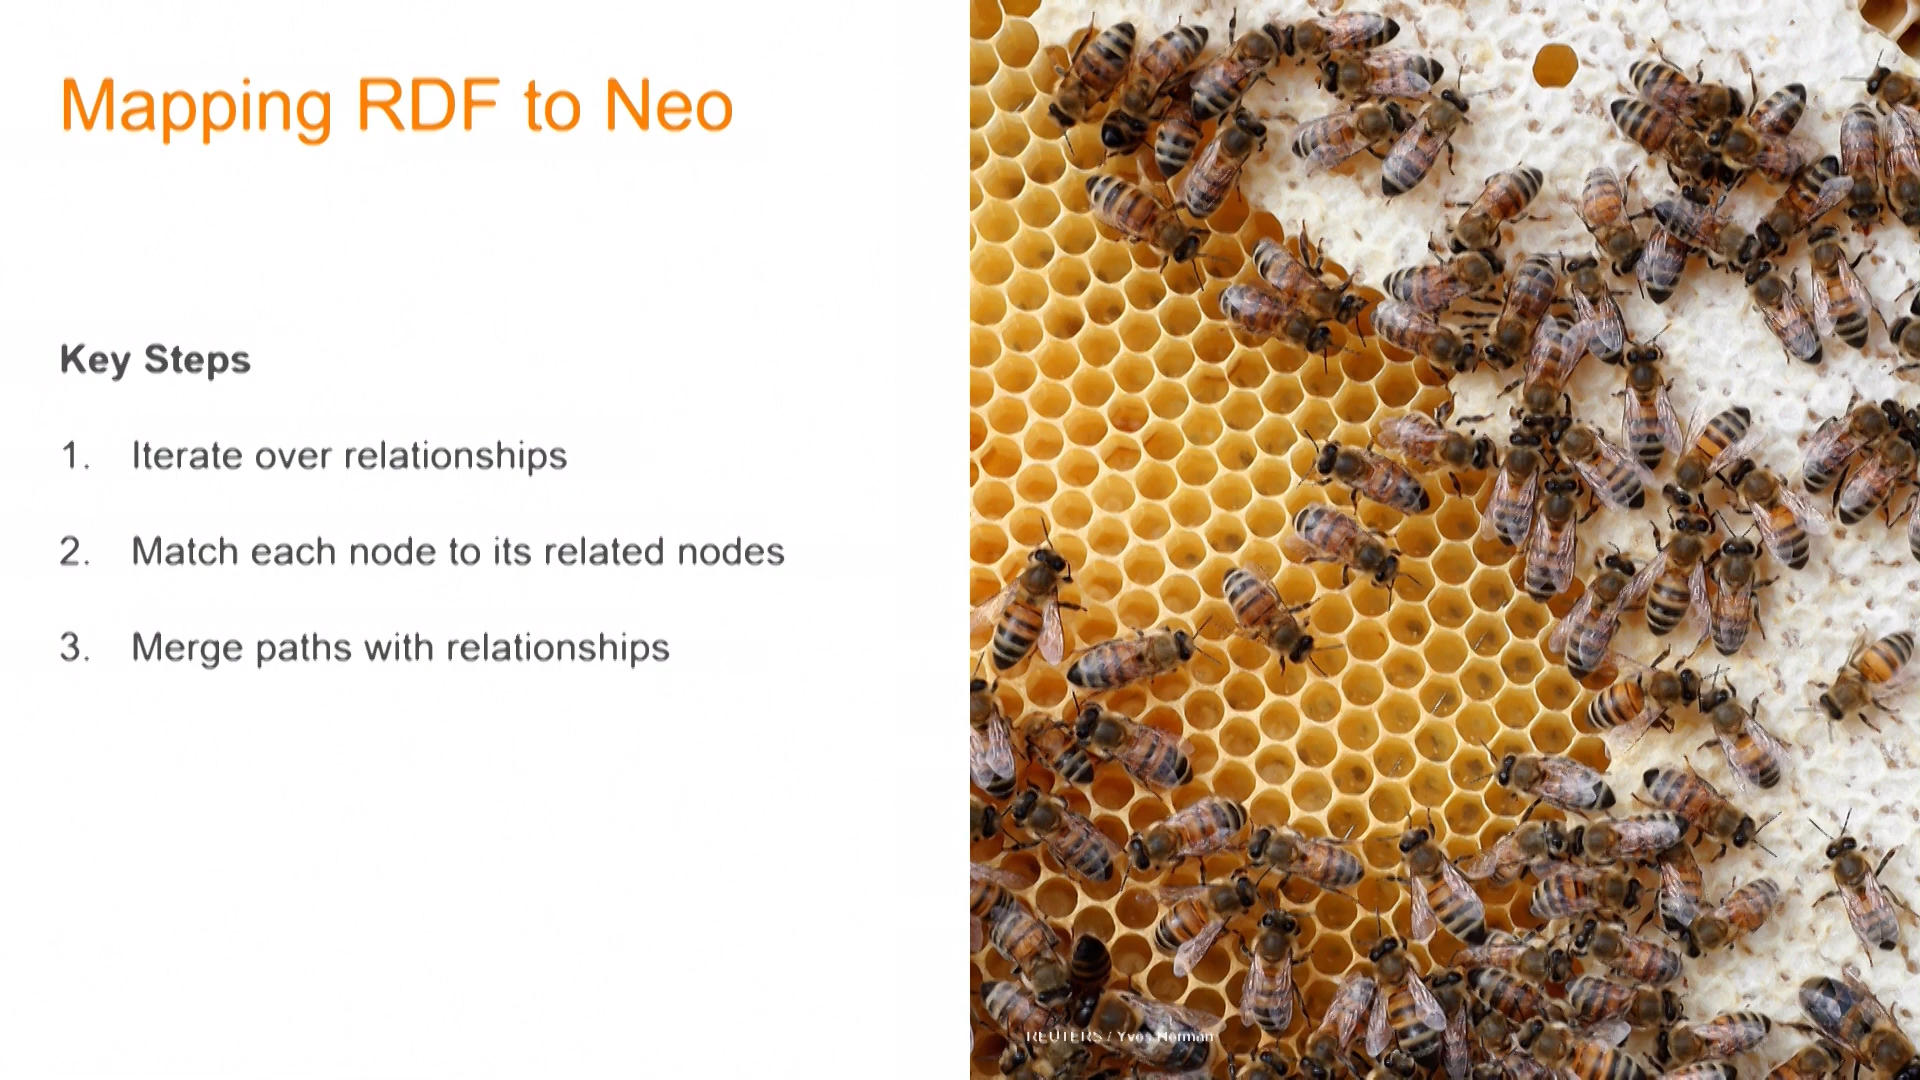 Mapping RDF to Neo
Key Steps
1. Iterate over relationships
2. Match each node to its related nodes
3. Merge paths with relationships
REUTERS / Yves Herman